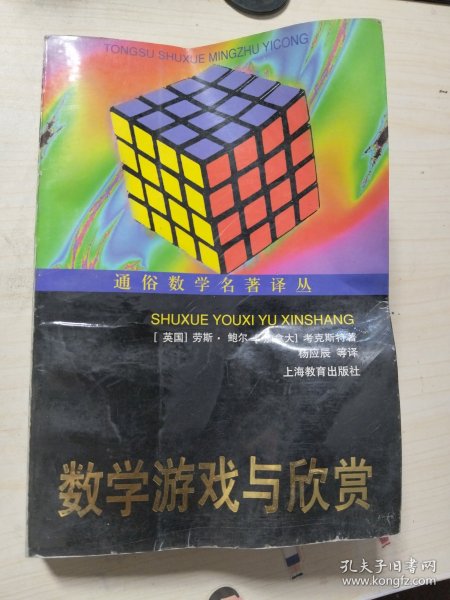 TONGSU SHUXUE MINGZHU YICONG
通俗数学名著译丛
SHUXUE YOUXI YU XINSHANG
[英国] 劳斯·鲍尔 [加拿大] 考克斯特著
杨应辰 等译
上海教育出版社
数学游戏与欣赏
孔夫子旧书网
www.kongfz.com